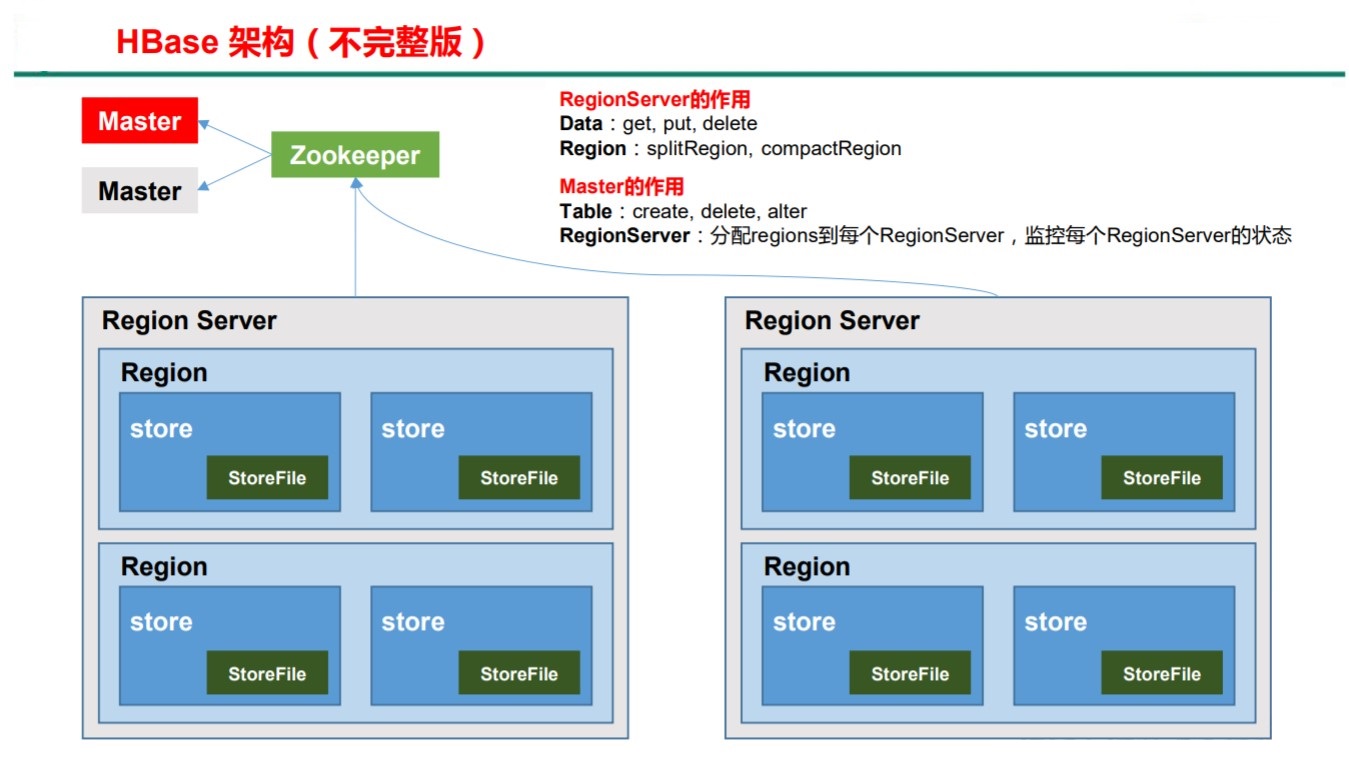 HBase 架构（不完整版）
Master
Zookeeper
Master
RegionServer的作用
Data：get, put, delete
Region：splitRegion, compactRegion
Master的作用
Table：create, delete, alter
RegionServer：分配regions到每个RegionServer，监控每个RegionServer的状态
Region Server
Region
store
StoreFile
store
StoreFile
Region
store
StoreFile
store
StoreFile
Region Server
Region
store
StoreFile
store
StoreFile
Region
store
StoreFile
store
StoreFile